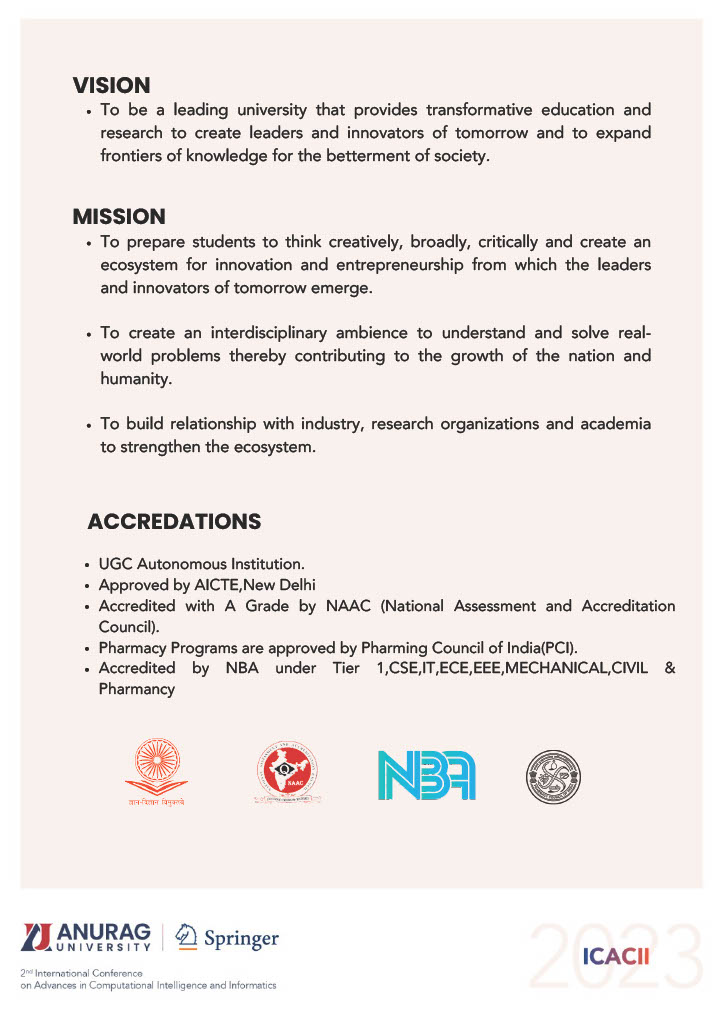 VISION
• To be a leading university that provides transformative education and
research to create leaders and innovators of tomorrow and to expand
frontiers of knowledge for the betterment of society.
MISSION
• To prepare students to think creatively, broadly, critically and create an
ecosystem for innovation and entrepreneurship from which the leaders
and innovators of tomorrow emerge.
• To create an interdisciplinary ambience to understand and solve real-
world problems thereby contributing to the growth of the nation and
humanity.
• To build relationship with industry, research organizations and academia
to strengthen the ecosystem.
ACCREDATIONS
• UGC Autonomous Institution.
• Approved by AICTE,New Delhi
• Accredited with A Grade by NAAC (National Assessment and Accreditation
Council).
• Pharmacy Programs are approved by Pharming Council of India(PCI).
• Accredited by NBA under Tier 1,CSE,IT,ECE,EEE,MECHANICAL,CIVIL &
Pharmancy
ज्ञान-विज्ञान विमुक्तये
NAAC
NBA
ANURAG
UNIVERSITY
Springer
2023
ICACII
2nd International Conference
on Advances in Computational Intelligence and Informatics